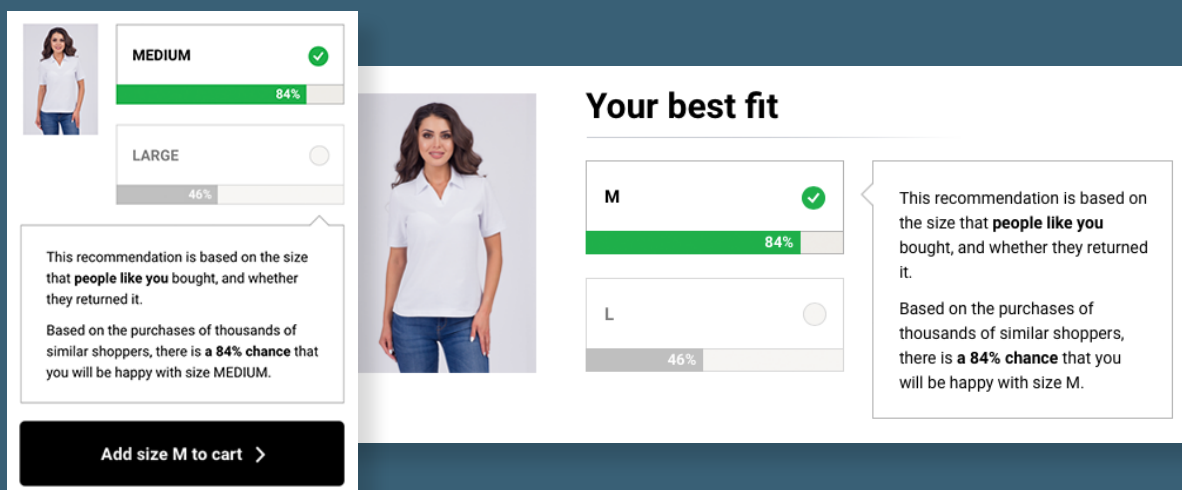 MEDIUM
84%
LARGE
46%
This recommendation is based on the size
that people like you bought, and whether
they returned it.
Based on the purchases of thousands of
similar shoppers, there is a 84% chance that
you will be happy with size MEDIUM.
Add size M to cart
Your best fit
M
84%
L
46%
This recommendation is based on
the size that people like you
bought, and whether they returned
it.
Based on the purchases of
thousands of similar shoppers,
there is a 84% chance that you
will be happy with size M.